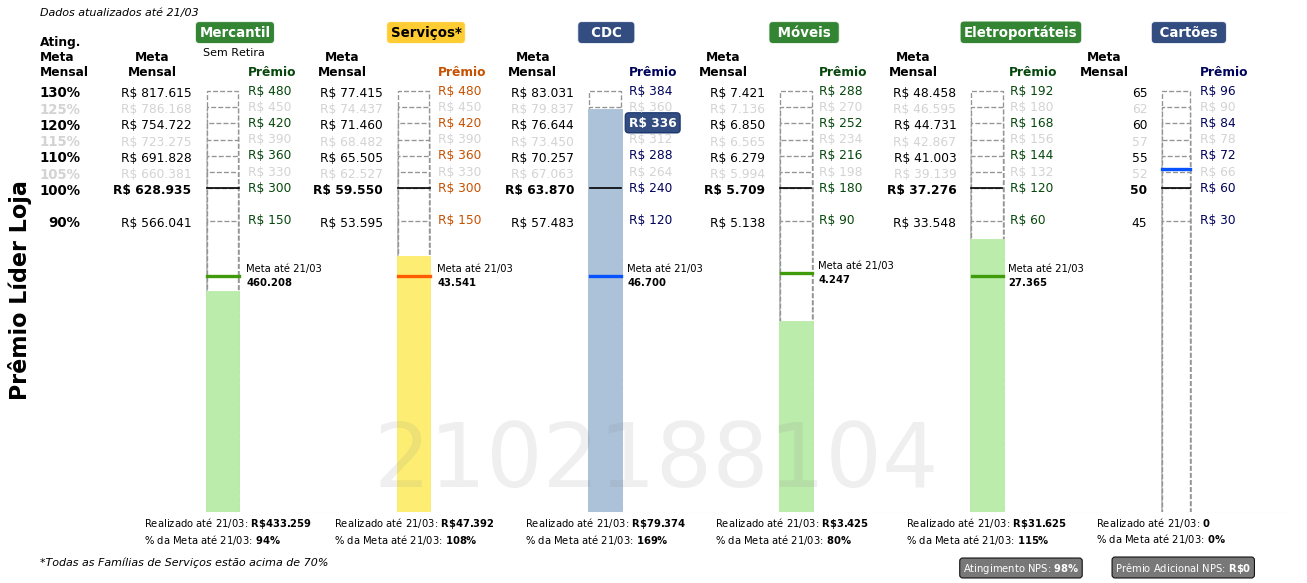 Dados atualizados até 21/03
Mercantil Serviços* CDC Móveis Eletroportáteis Cartões
Sem Retira
Ating. Meta Mensal
Meta Mensal Prêmio Meta Mensal Prêmio Meta Mensal Prêmio Meta Mensal Prêmio Meta Mensal Prêmio Meta Mensal Prêmio
130% R$ 817.615 R$ 480 R$ 77.415 R$ 480 R$ 83.031 R$ 384 R$ 7.421 R$ 288 R$ 48.458 R$ 192 65 R$ 96
125% R$ 786.168 R$ 450 R$ 74.437 R$ 450 R$ 79.837 R$ 360 R$ 7.136 R$ 270 R$ 46.595 R$ 180 62 R$ 90
120% R$ 754.722 R$ 420 R$ 71.460 R$ 420 R$ 76.644 R$ 336 R$ 6.850 R$ 252 R$ 44.731 R$ 168 60 R$ 84
115% R$ 723.275 R$ 390 R$ 68.482 R$ 390 R$ 73.450 R$ 312 R$ 6.565 R$ 234 R$ 42.867 R$ 156 57 R$ 78
110% R$ 691.828 R$ 360 R$ 65.505 R$ 360 R$ 70.257 R$ 288 R$ 6.279 R$ 216 R$ 41.003 R$ 144 55 R$ 72
105% R$ 660.381 R$ 330 R$ 62.527 R$ 330 R$ 67.063 R$ 264 R$ 5.994 R$ 198 R$ 39.139 R$ 132 52 R$ 66
100% R$ 628.935 R$ 300 R$ 59.550 R$ 300 R$ 63.870 R$ 240 R$ 5.709 R$ 180 R$ 37.276 R$ 120 50 R$ 60
90% R$ 566.041 R$ 150 R$ 53.595 R$ 150 R$ 57.483 R$ 120 R$ 5.138 R$ 90 R$ 33.548 R$ 60 45 R$ 30
Prêmio Líder Loja
Meta até 21/03 Meta até 21/03 Meta até 21/03 Meta até 21/03 Meta até 21/03
460.208 43.541 46.700 4.247 27.365
2102188104
Realizado até 21/03: R$433.259 Realizado até 21/03: R$47.392 Realizado até 21/03: R$79.374 Realizado até 21/03: R$3.425 Realizado até 21/03: R$31.625 Realizado até 21/03: 0
% da Meta até 21/03: 94% % da Meta até 21/03: 108% % da Meta até 21/03: 169% % da Meta até 21/03: 80% % da Meta até 21/03: 115% % da Meta até 21/03: 0%
*Todas as Famílias de Serviços estão acima de 70% Atingimento NPS: 98% Prêmio Adicional NPS: R$0